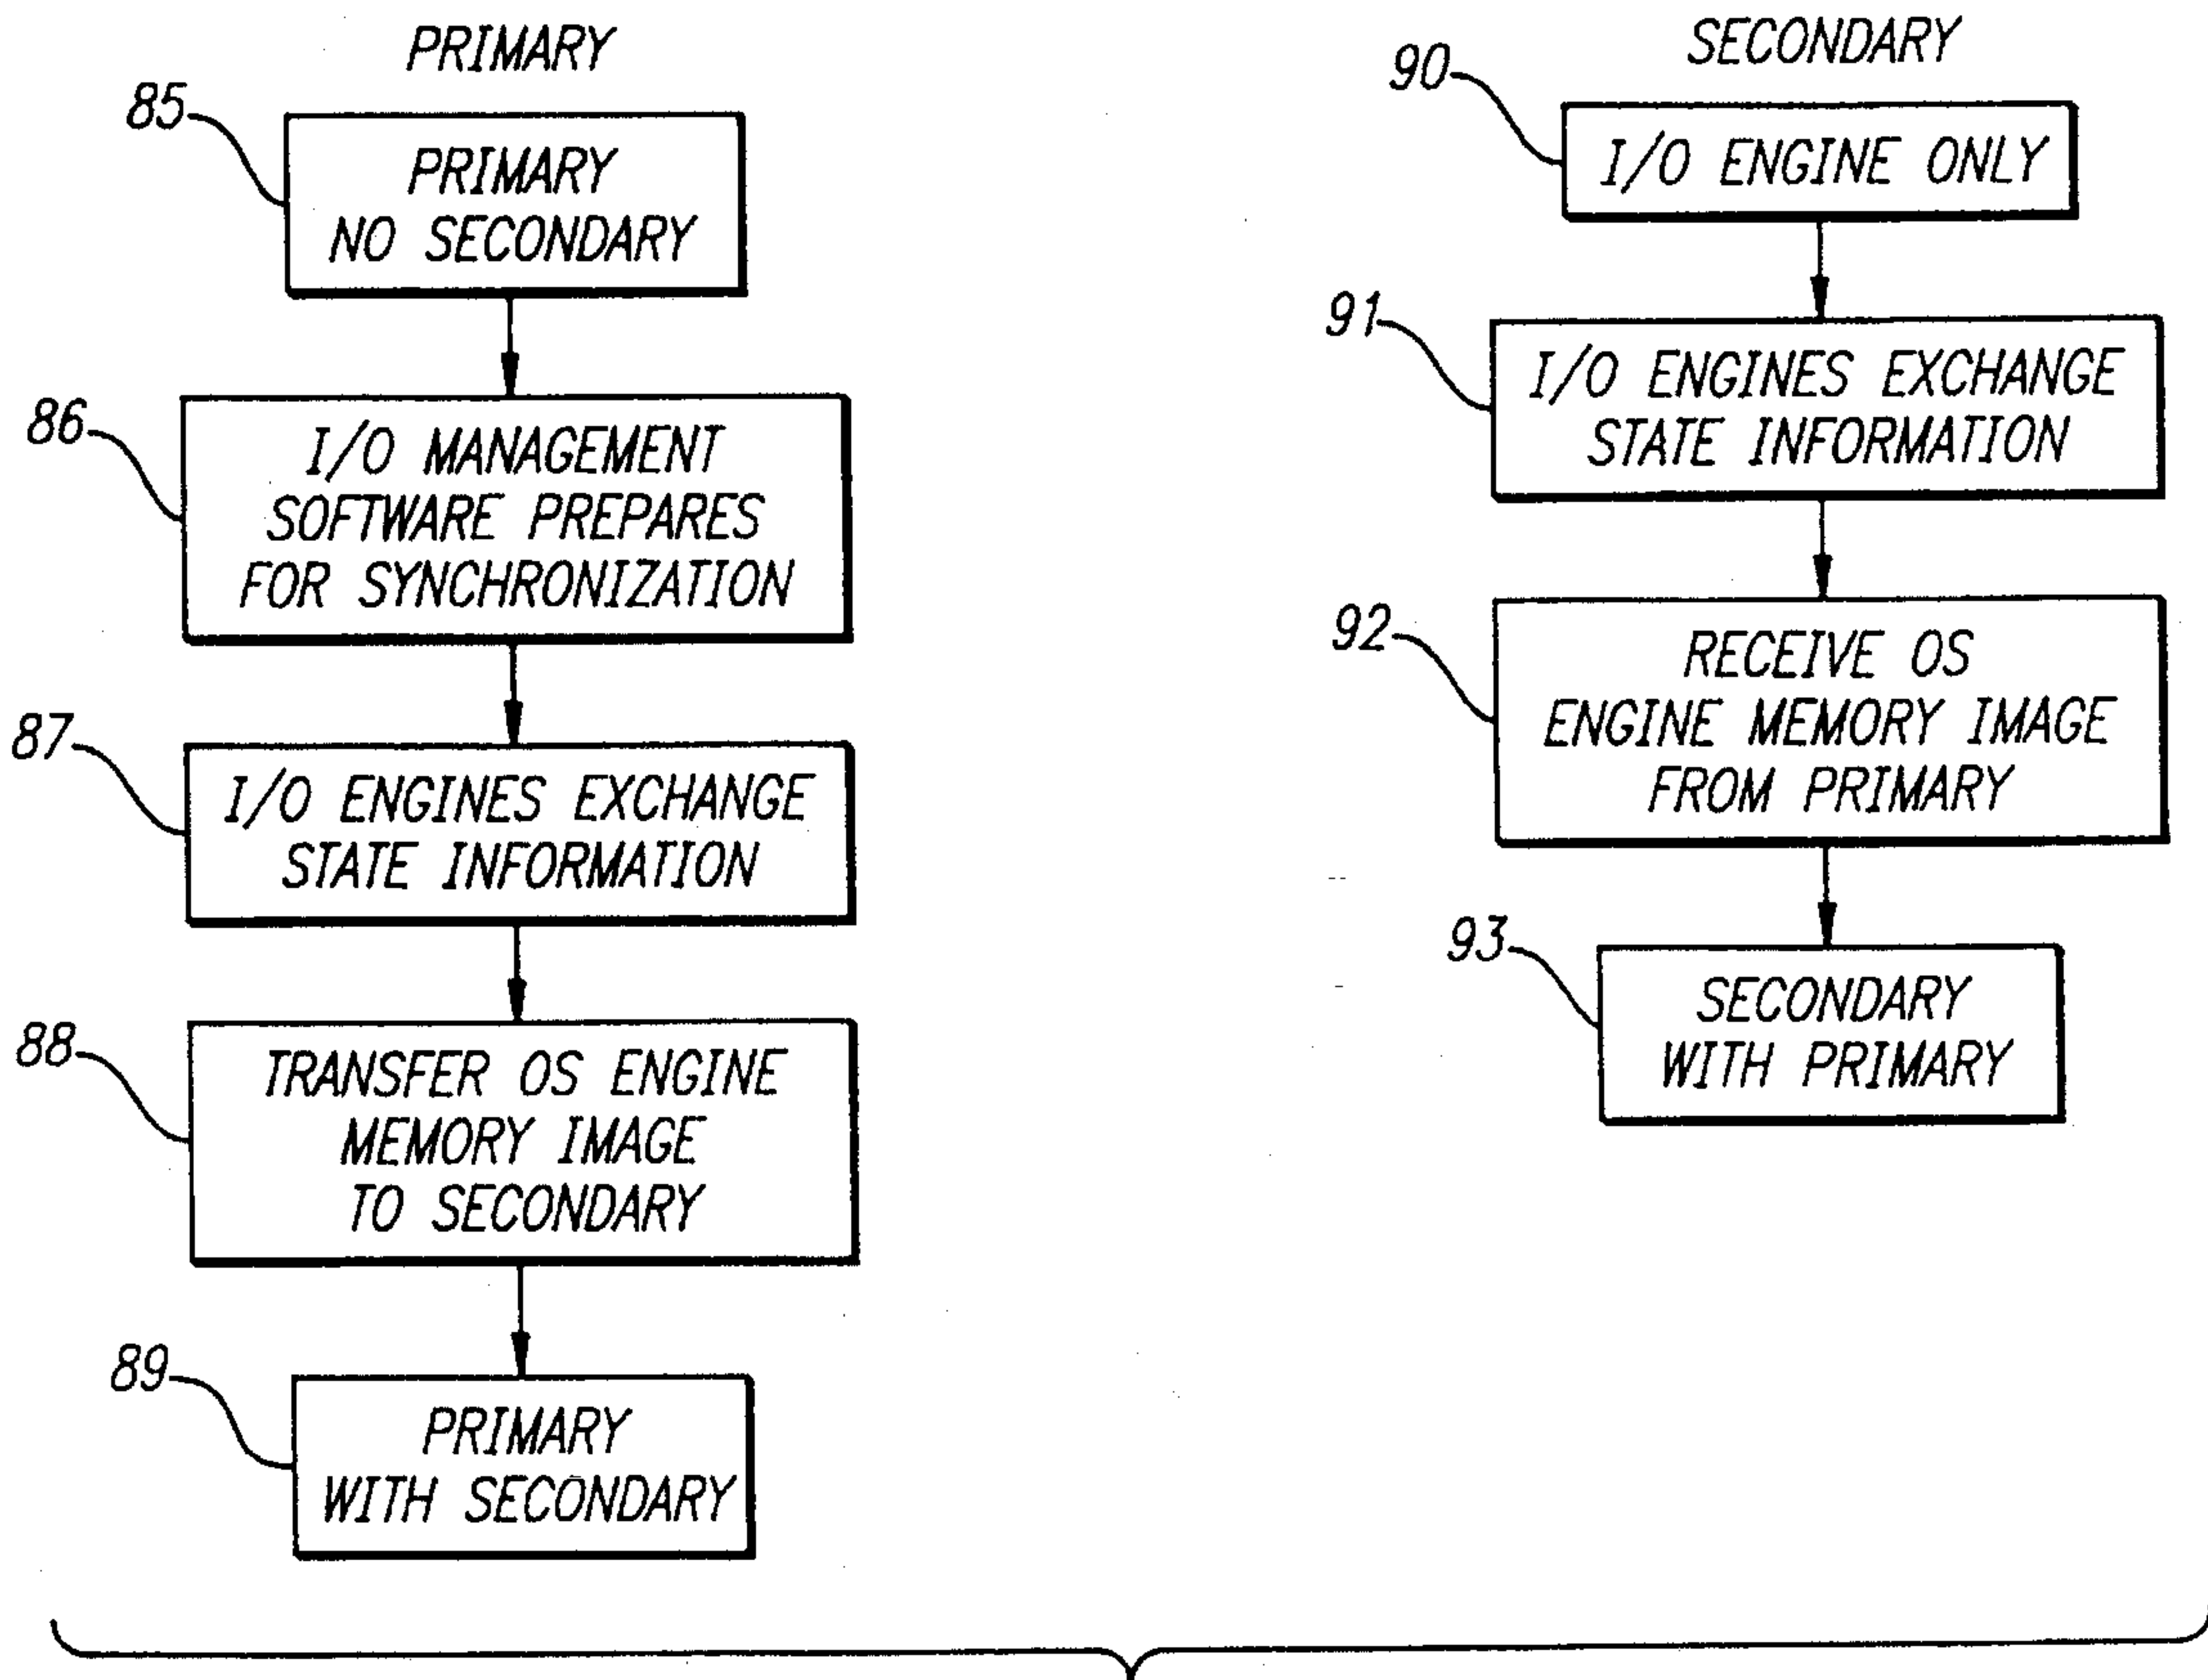 PRIMARY
85
PRIMARY
NO SECONDARY
86
I/O MANAGEMENT
SOFTWARE PREPARES
FOR SYNCHRONIZATION
87
I/O ENGINES EXCHANGE
STATE INFORMATION
88
TRANSFER OS ENGINE
MEMORY IMAGE
TO SECONDARY
89
PRIMARY
WITH SECONDARY
SECONDARY
90
I/O ENGINE ONLY
91
I/O ENGINES EXCHANGE
STATE INFORMATION
92
RECEIVE OS
ENGINE MEMORY IMAGE
FROM PRIMARY
93
SECONDARY
WITH PRIMARY